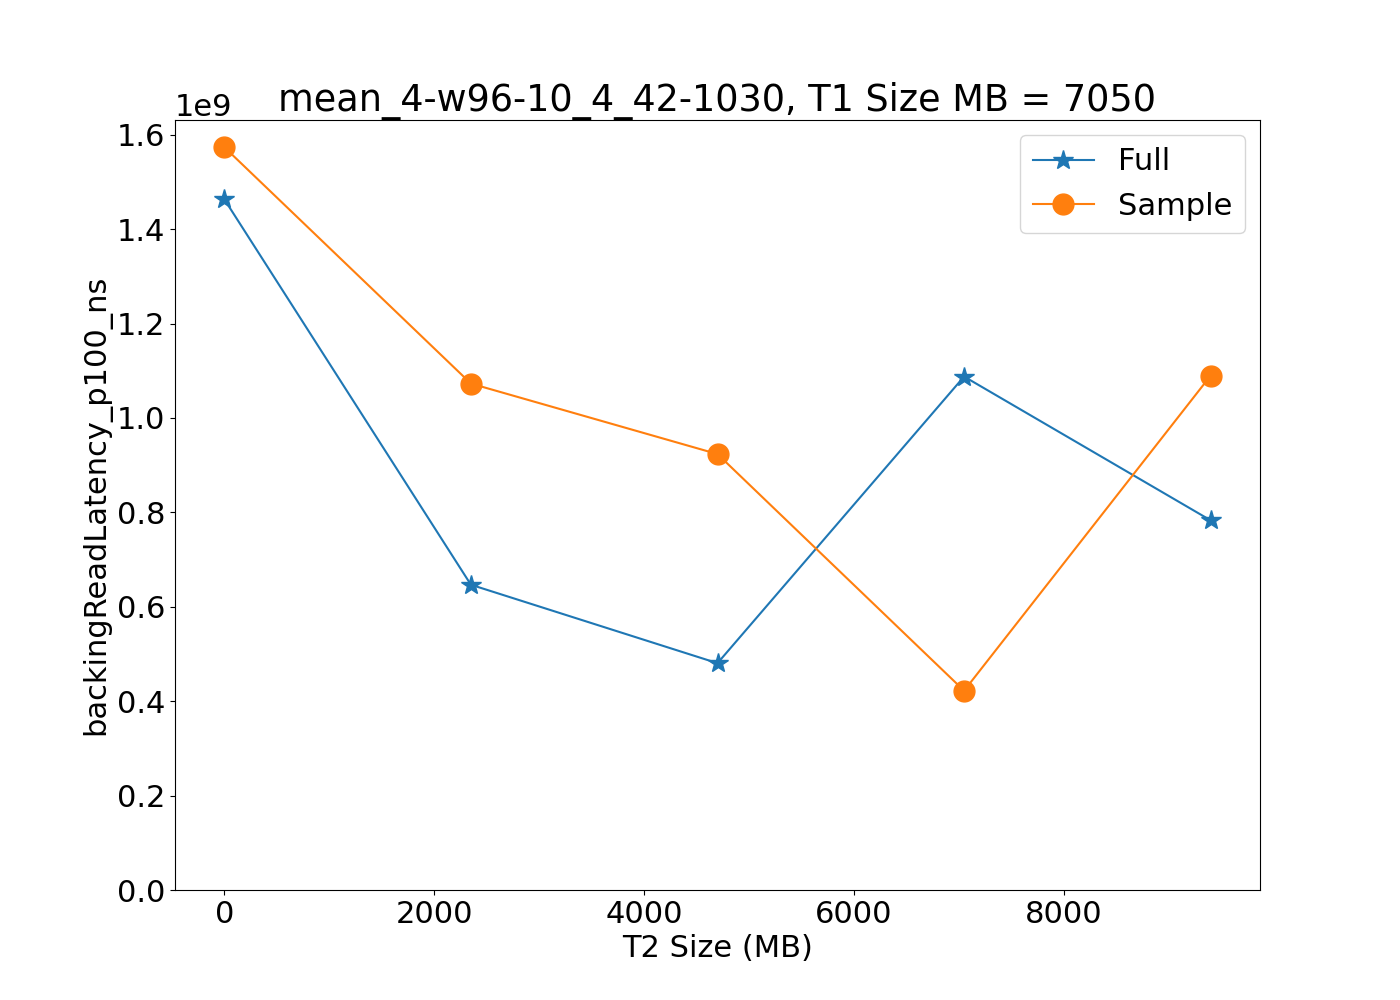 mean_4-w96-10_4_42-1030, T1 Size MB = 7050
1e9
Full
Sample
backingReadLatency_p100_ns
1.6
1.4
1.2
1.0
0.8
0.6
0.4
0.2
0.0
0 2000 4000 6000 8000
T2 Size (MB)